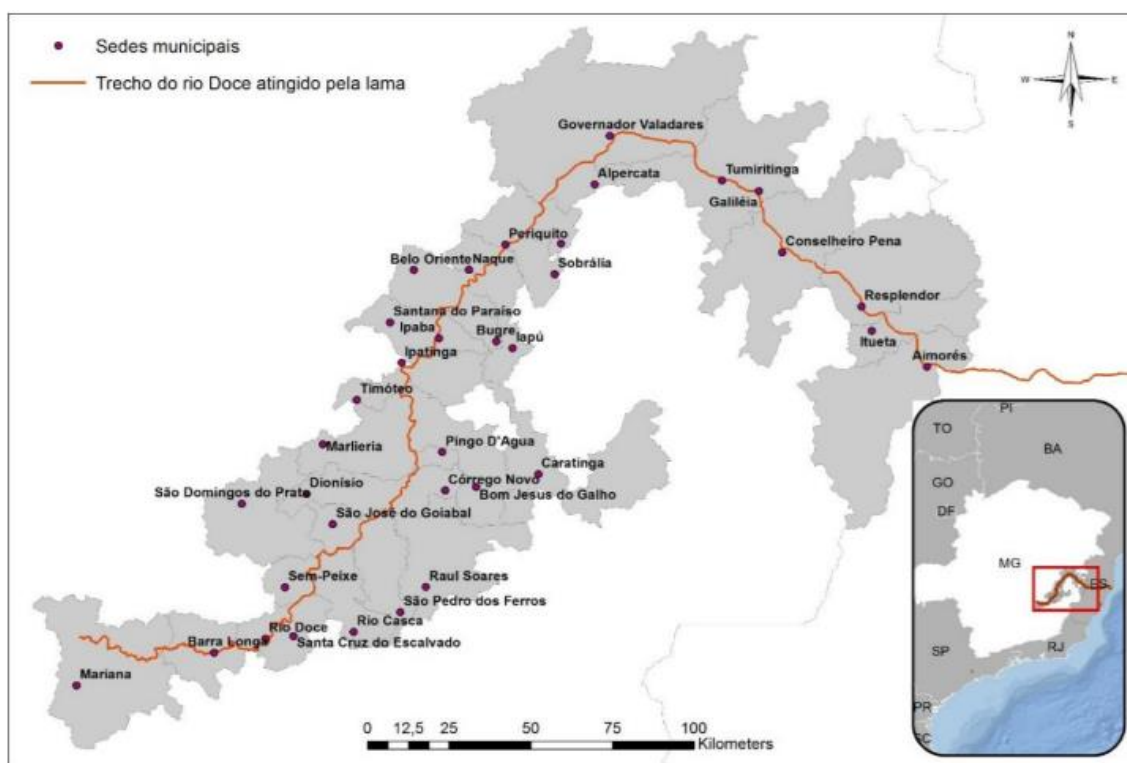 Sedes municipais
Trecho do rio Doce atingido pela lama
N
W E
S
Governador Valadares
Alpercata
Tumiritinga
Galiléia
Periquito
Conselheiro Pena
Belo Oriente Naque
Sobrália
Resplendor
Santana do Paraíso
Ipaba
Bugre
Iapú
Itueta
Ipatinga
Aimorés
Timóteo
Marlieria
Pingo D'Agua
Caratinga
Dionísio
Córrego Novo
São Domingos do Prata
Bom Jesus do Galho
São José do Goiabal
Sem-Peixe
Raul Soares
São Pedro dos Ferros
Rio Casca
Rio Doce
Barra Longa
Santa Cruz do Escalvado
Mariana
0 12,5 25 50 75 100
Kilometers
PI
TO
BA
GO
DF
MG
ES
SP
RJ
PR
SC